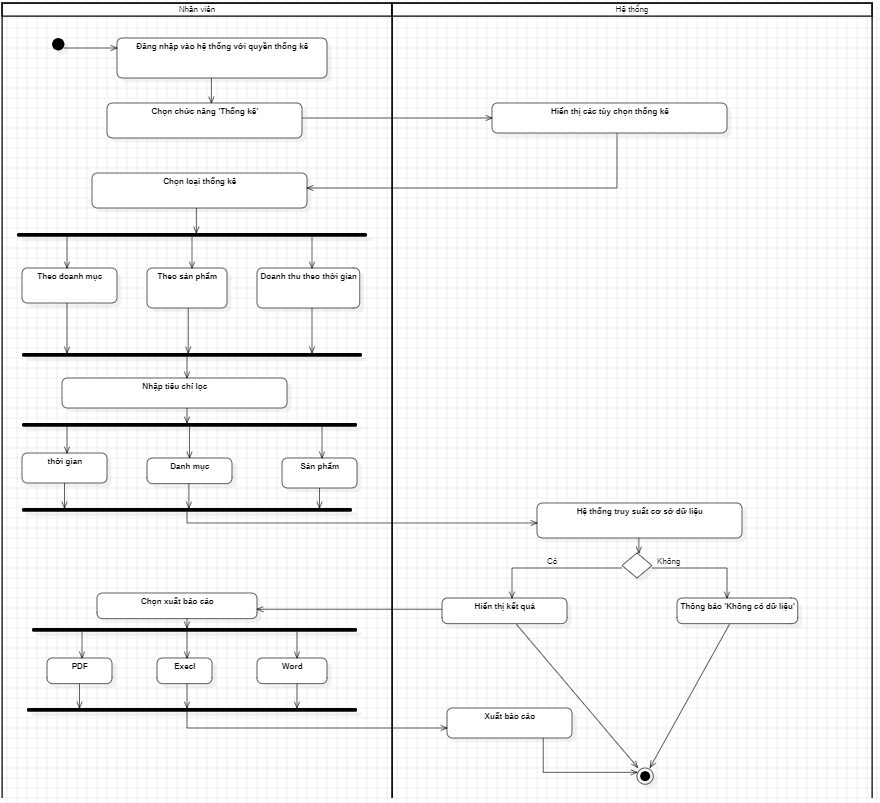 Nhân viên
Hệ thống
Đăng nhập vào hệ thống với quyền thống kê
Chọn chức năng 'Thống kê'
Hiển thị các tùy chọn thống kê
Chọn loại thống kê
Theo doanh mục
Theo sản phẩm
Doanh thu theo thời gian
Nhập tiêu chí lọc
thời gian
Danh mục
Sản phẩm
Hệ thống truy suất cơ sở dữ liệu
Có
Không
Chọn xuất báo cáo
Hiển thị kết quả
Thông báo 'Không có dữ liệu'
PDF
Execl
Word
Xuất báo cáo